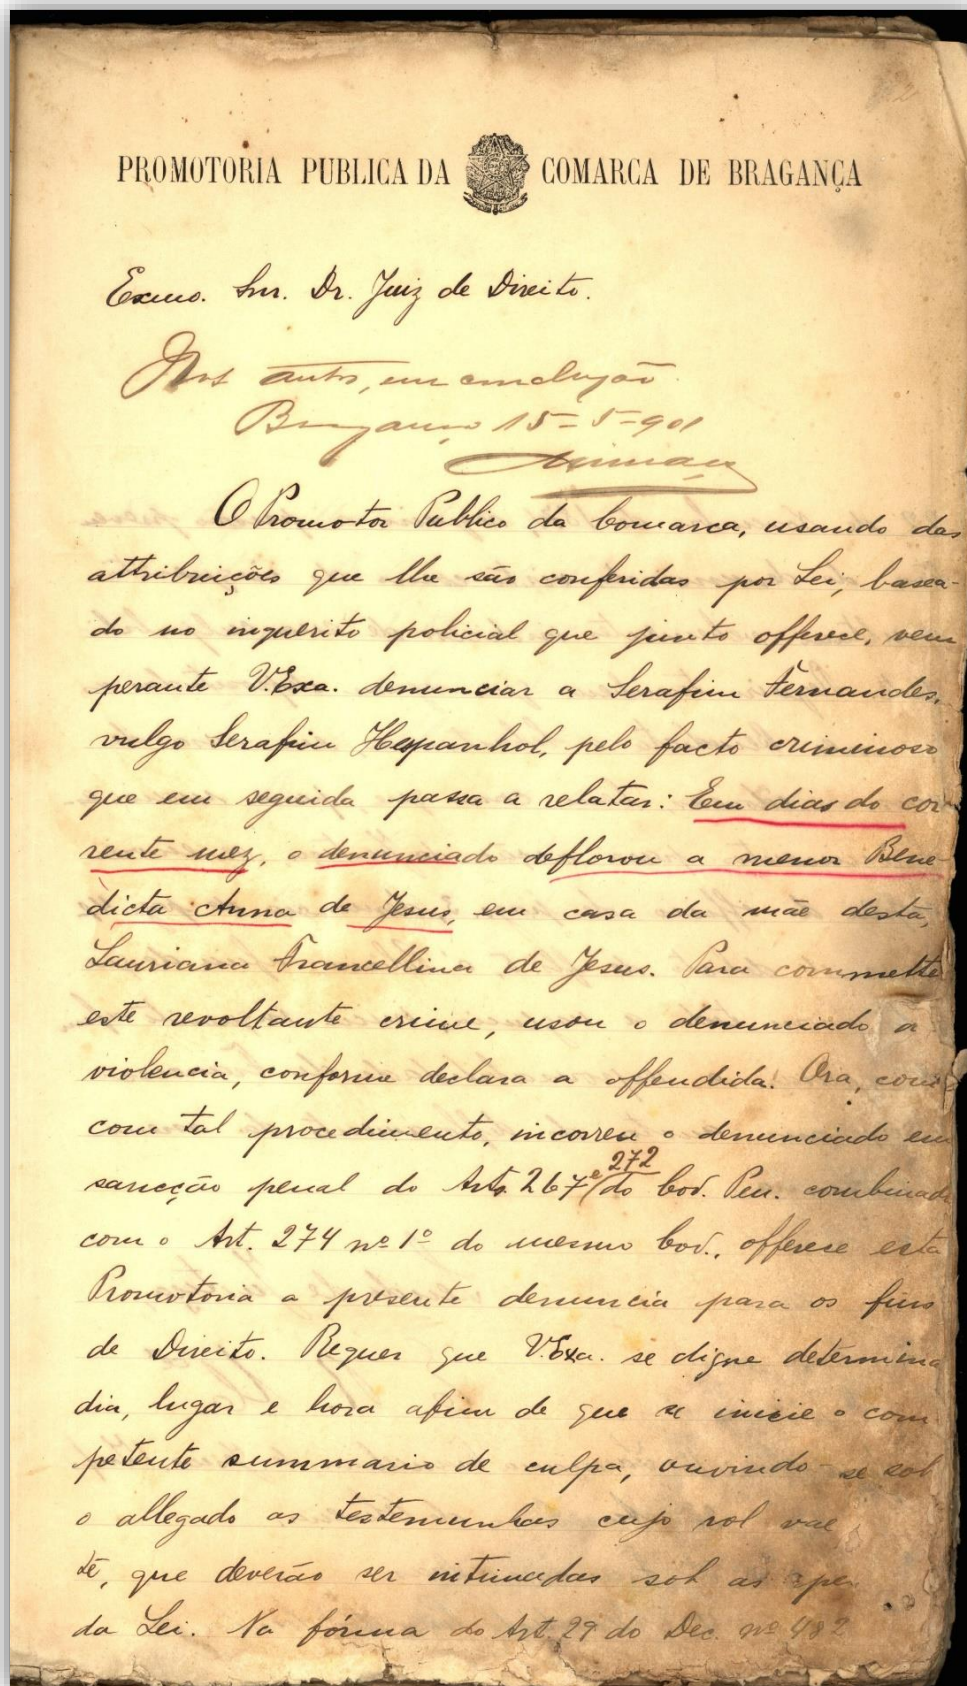 2
PROMOTORIA PUBLICA DA COMARCA DE BRAGANÇA
Exmo. Snr. Dr. Juiz de Direito.
autos, em conclusão.
Bragança 15-5-901
O Promotor Publico da Comarca, usando das
attribuições que lhe são conferidas por Lei, basea-
do no inquerito policial que junto offerece, vem
perante V.Exa. denunciar a Serafim Fernandes,
vulgo Serafim Hespanhol, pelo facto criminoso
que em seguida passa a relatar: Em dias do cor-
rente mez, o denunciado deflorou a menor Bene-
dicta Anna de Jesus, em casa da mãe desta,
Lauriana Francellina de Jesus. Para commette
este revoltante crime, usou o denunciado a
violencia, conforme declara a offendida. Ora, como
com tal procedimento, incorreu o denunciado em
sancção penal do Arts. 267 e 272 do Cod. Pen. combinado
com o Art. 274 nº 1º do mesmo Cod., offerece esta
Promotoria a presente denuncia para os fins
de Direito. Requer que V.Exa. se digne determina
dia, lugar e hora afim de que se inicie o com
petente summario de culpa, ouvindo-se sob
o allegado as testemunhas cujo rol vae
te, que deverão ser intimadas sob as
da Lei. Na fórma do Art. 29 do Dec. nº 482